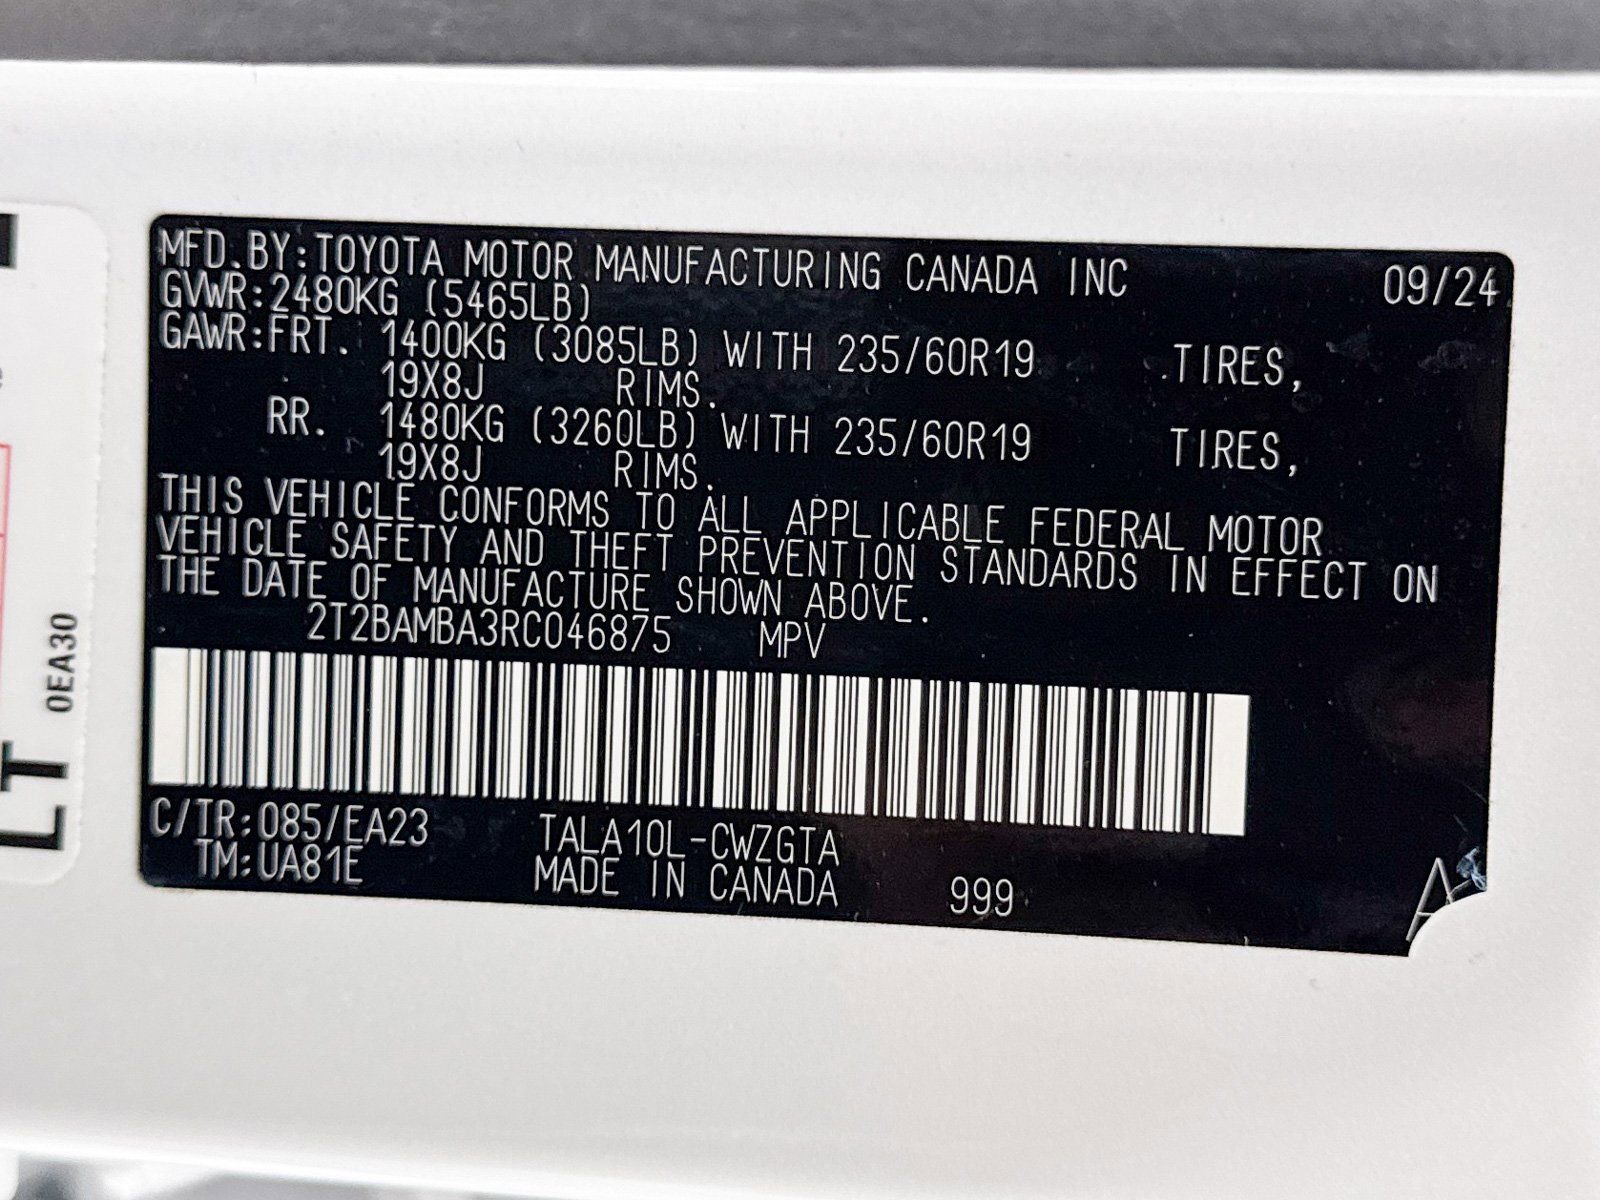 MFD.BY:TOYOTA MOTOR MANUFACTURING CANADA INC 09/24
GVWR:2480KG (5465LB)
GAWR:FRT. 1400KG (3085LB) WITH 235/60R19 TIRES,
19X8J RIMS.
RR. 1480KG (3260LB) WITH 235/60R19 TIRES,
19X8J RIMS.
THIS VEHICLE CONFORMS TO ALL APPLICABLE FEDERAL MOTOR
VEHICLE SAFETY AND THEFT PREVENTION STANDARDS IN EFFECT ON
THE DATE OF MANUFACTURE SHOWN ABOVE.
2T2BAMBA3RC046875 MPV
C/TR:085/EA23 TALA10L-CWZGTA
TM:UA81E MADE IN CANADA 999
A
0EA30
LT